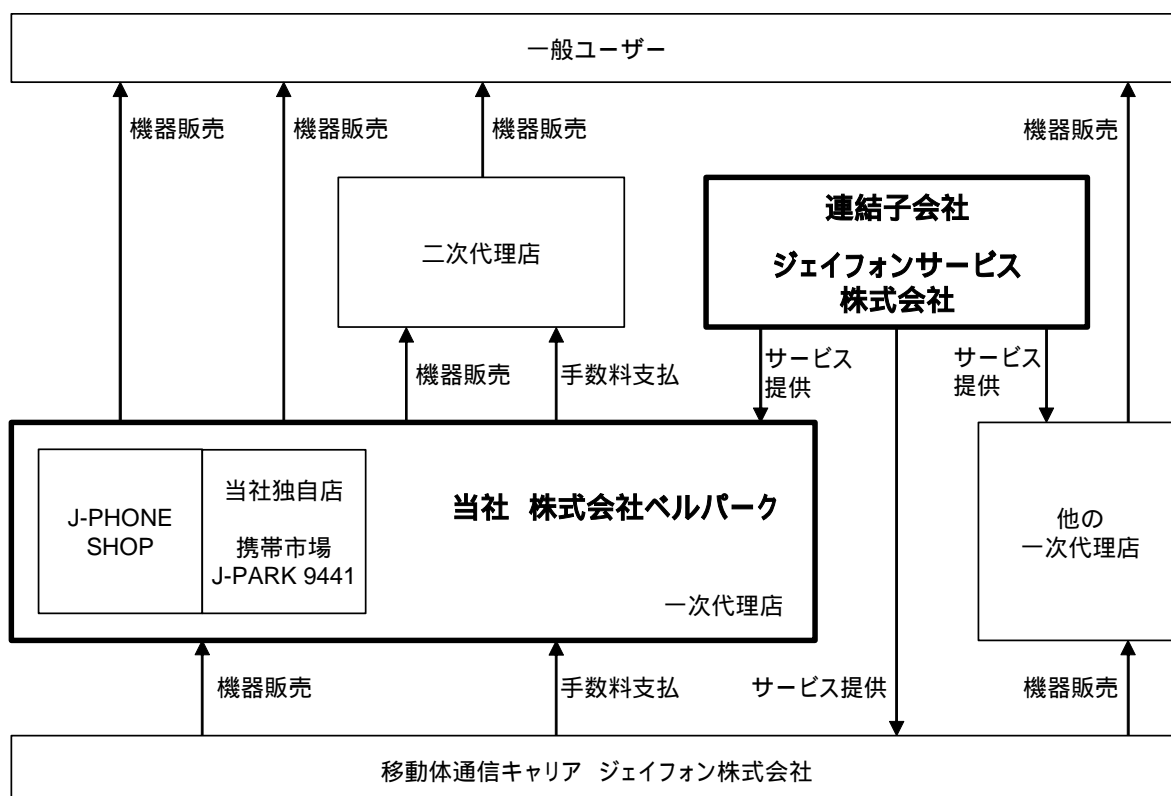 一般ユーザー
機器販売
機器販売
機器販売
機器販売
二次代理店
連結子会社
ジェイフォンサービス
株式会社
機器販売
手数料支払
サービス
提供
サービス
提供
J-PHONE
SHOP
当社独自店
携帯市場
J-PARK 9441
当社 株式会社ベルパーク
一次代理店
他の
一次代理店
機器販売
手数料支払
サービス提供
機器販売
移動体通信キャリア ジェイフォン株式会社